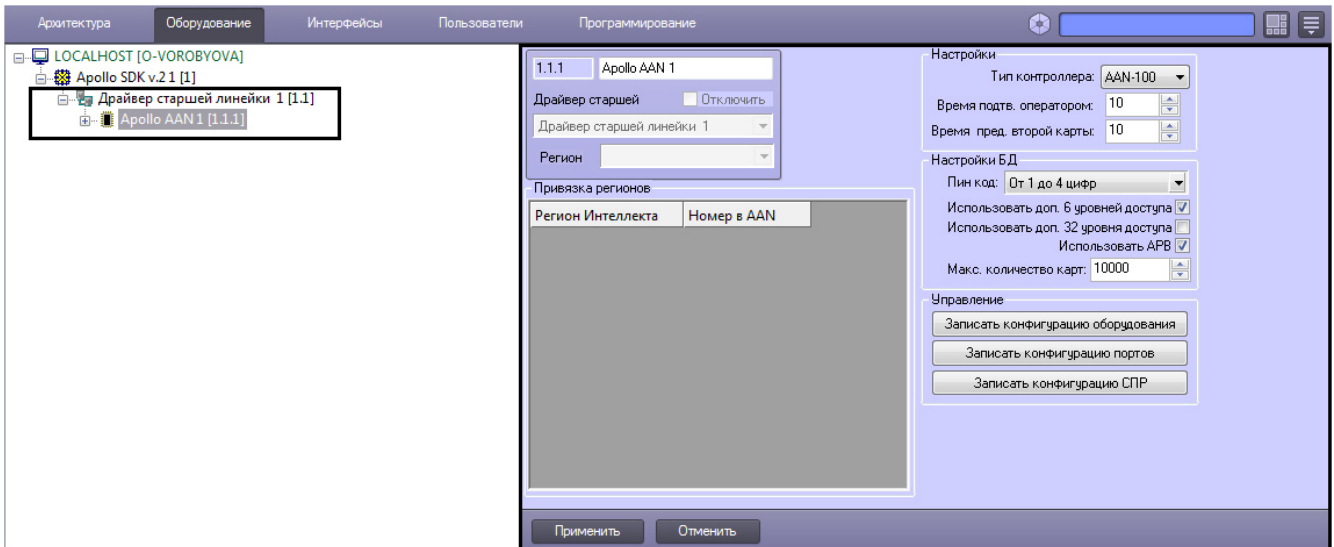 Архитектура
Оборудование
Интерфейсы
Пользователи
Программирование
LOCALHOST [O-VOROBYOVA]
Apollo SDK v.2 1 [1]
Драйвер старшей линейки 1 [1.1]
Apollo AAN 1 [1.1.1]
1.1.1
Apollo AAN 1
Драйвер старшей
Отключить
Драйвер старшей линейки 1
Регион
Привязка регионов
Регион Интеллекта
Номер в AAN
Настройки
Тип контроллера: AAN-100
Время подтв. оператором: 10
Время пред. второй карты: 10
Настройки БД
Пин код: От 1 до 4 цифр
Использовать доп. 6 уровней доступа
Использовать доп. 32 уровня доступа
Использовать APB
Макс. количество карт: 10000
Управление
Записать конфигурацию оборудования
Записать конфигурацию портов
Записать конфигурацию СПР
Применить
Отменить